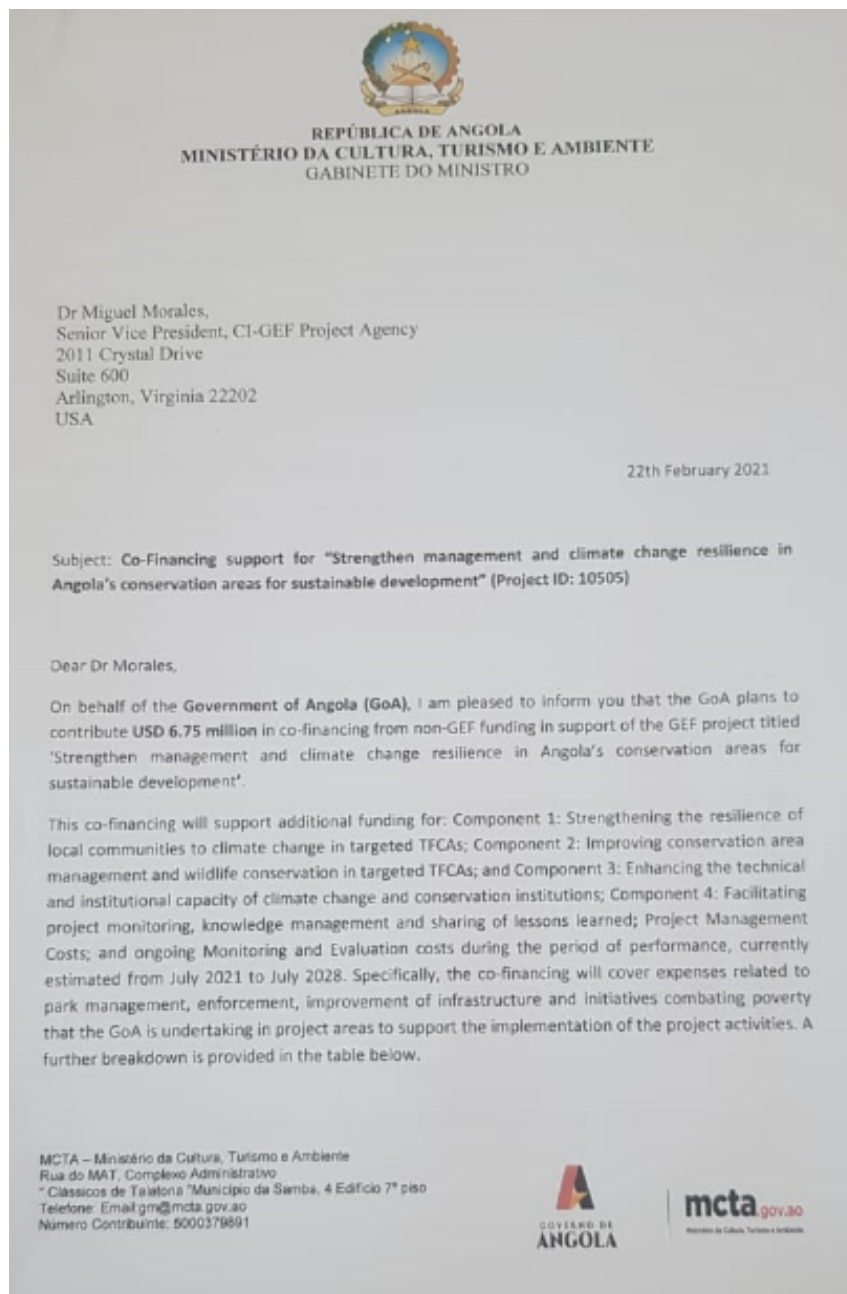 ANGOLA
REPÚBLICA DE ANGOLA
MINISTÉRIO DA CULTURA, TURISMO E AMBIENTE
GABINETE DO MINISTRO
Dr Miguel Morales,
Senior Vice President, CI-GEF Project Agency
2011 Crystal Drive
Suite 600
Arlington, Virginia 22202
USA
22th February 2021
Subject: Co-Financing support for "Strengthen management and climate change resilience in
Angola's conservation areas for sustainable development" (Project ID: 10505)
Dear Dr Morales,
On behalf of the Government of Angola (GoA), I am pleased to inform you that the GoA plans to
contribute USD 6.75 million in co-financing from non-GEF funding in support of the GEF project titled
'Strengthen management and climate change resilience in Angola's conservation areas for
sustainable development'.
This co-financing will support additional funding for: Component 1: Strengthening the resilience of
local communities to climate change in targeted TFCAs; Component 2: Improving conservation area
management and wildlife conservation in targeted TFCAs; and Component 3: Enhancing the technical
and institutional capacity of climate change and conservation institutions; Component 4: Facilitating
project monitoring, knowledge management and sharing of lessons learned; Project Management
Costs; and ongoing Monitoring and Evaluation costs during the period of performance, currently
estimated from July 2021 to July 2028. Specifically, the co-financing will cover expenses related to
park management, enforcement, improvement of infrastructure and initiatives combating poverty
that the GoA is undertaking in project areas to support the implementation of the project activities. A
further breakdown is provided in the table below.
MCTA – Ministério da Cultura, Turismo e Ambiente
Rua do MAT, Complexo Administrativo
" Clássicos de Talatona "Município da Samba, 4 Edifício 7º piso
Telefone: Email:gm@mcta.gov.ao
Número Contribuinte: 5000379891
GOVERNO DE
ANGOLA
mcta.gov.ao
Ministério da Cultura, Turismo e Ambiente